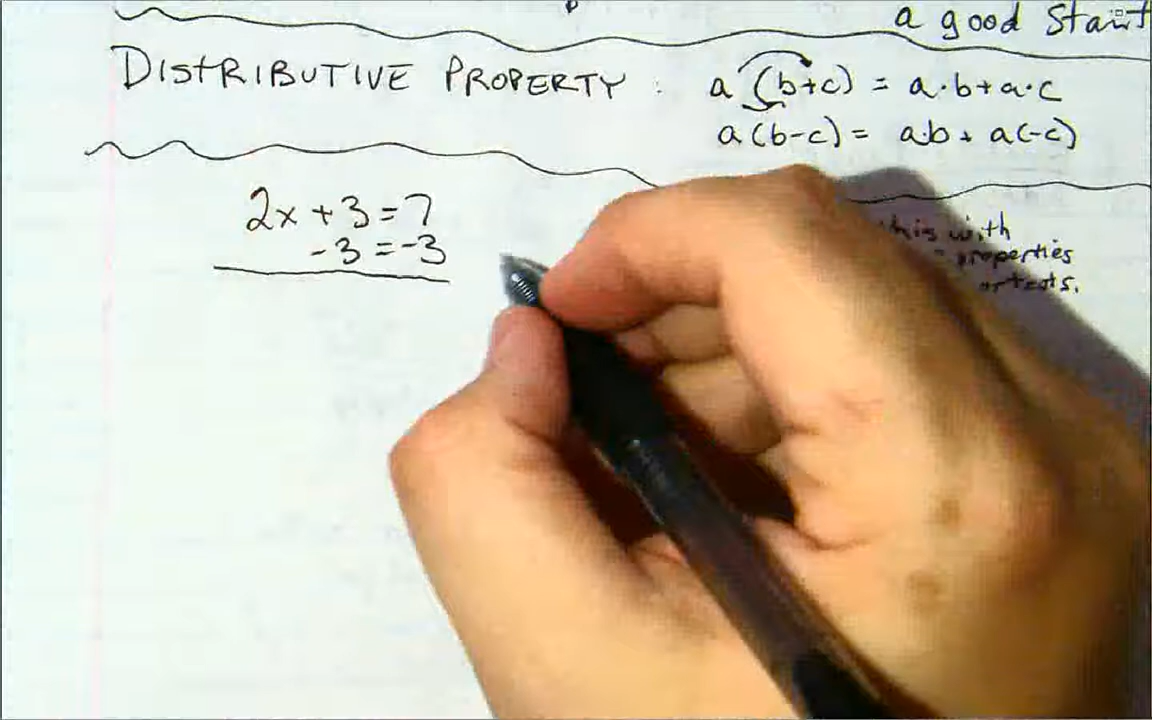 a good Start
DISTRIBUTIVE PROPERTY : a (b+c) = a·b+a·c
a(b-c) = ab + a(-c)
2x + 3 = 7
-3 = -3
this with
properties